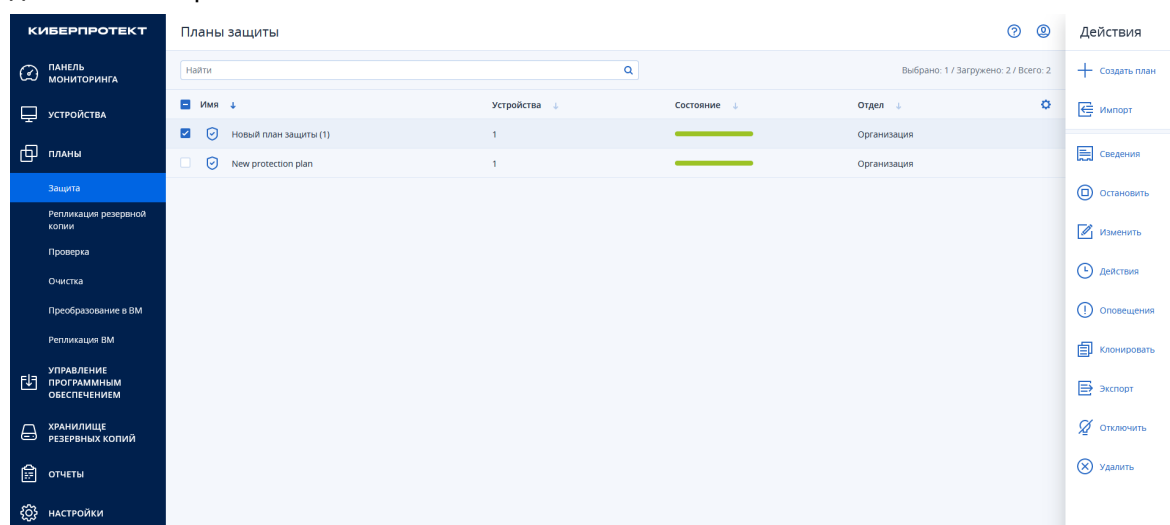 КИБЕРПРОТЕКТ
ПАНЕЛЬ
МОНИТОРИНГА
УСТРОЙСТВА
ПЛАНЫ
Защита
Репликация резервной
копии
Проверка
Очистка
Преобразование в ВМ
Репликация ВМ
УПРАВЛЕНИЕ
ПРОГРАММНЫМ
ОБЕСПЕЧЕНИЕМ
ХРАНИЛИЩЕ
РЕЗЕРВНЫХ КОПИЙ
ОТЧЕТЫ
НАСТРОЙКИ
Планы защиты
Найти
Выбрано: 1 / Загружено: 2 / Всего: 2
Имя Устройства Состояние Отдел
Новый план защиты (1) 1 Организация
New protection plan 1 Организация
Действия
Создать план
Импорт
Сведения
Остановить
Изменить
Действия
Оповещения
Клонировать
Экспорт
Отключить
Удалить